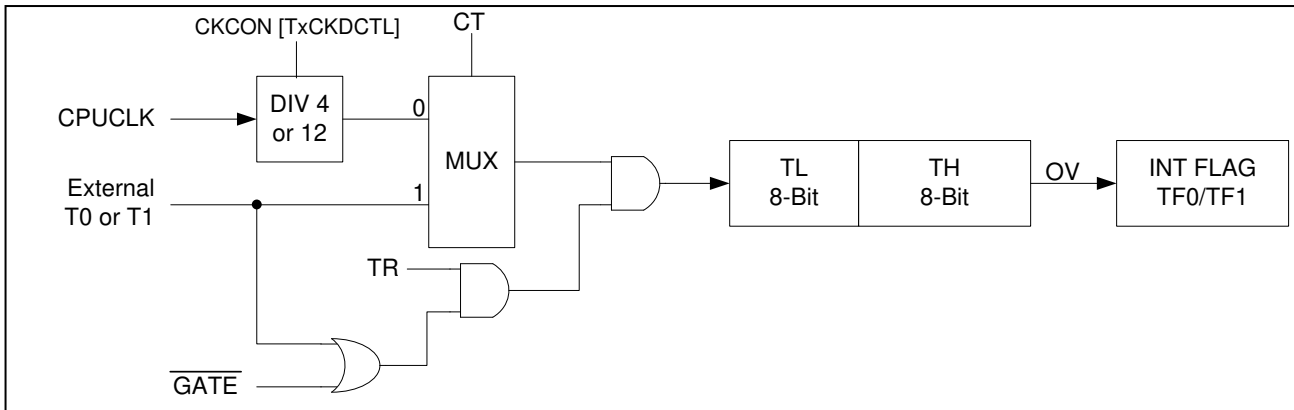 CKCON [TxCKDCTL]
CT
CPUCLK
DIV 4
or 12
0
MUX
External
T0 or T1
1
TL
8-Bit
TH
8-Bit
OV
INT FLAG
TF0/TF1
TR
GATE